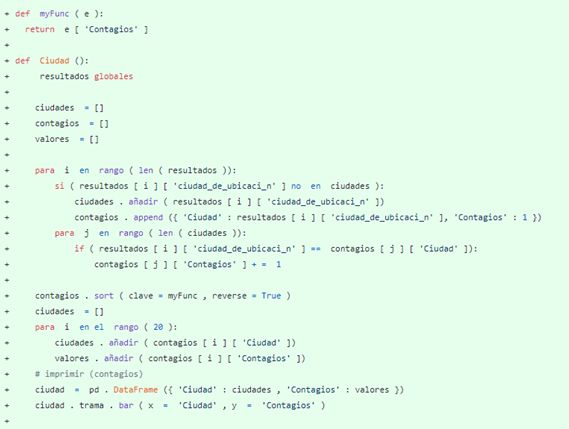 + def myFunc ( e ):
+ return e [ 'Contagios' ]
+
+ def Ciudad ():
+ resultados globales
+
+ ciudades = []
+ contagios = []
+ valores = []
+
+ para i en rango ( len ( resultados )):
+ si ( resultados [ i ] [ 'ciudad_de_ubicaci_n' ] no en ciudades ):
+ ciudades . añadir ( resultados [ i ] [ 'ciudad_de_ubicaci_n' ])
+ contagios . append ({ 'Ciudad' : resultados [ i ] [ 'ciudad_de_ubicaci_n' ], 'Contagios' : 1 })
+ para j en rango ( len ( ciudades )):
+ if ( resultados [ i ] [ 'ciudad_de_ubicaci_n' ] == contagios [ j ] [ 'Ciudad' ]):
+ contagios [ j ] [ 'Contagios' ] + = 1
+
+ contagios . sort ( clave = myFunc , reverse = True )
+ ciudades = []
+ para i en el rango ( 20 ):
+ ciudades . añadir ( contagios [ i ] [ 'Ciudad' ])
+ valores . añadir ( contagios [ i ] [ 'Contagios' ])
+ # imprimir (contagios)
+ ciudad = pd . DataFrame ({ 'Ciudad' : ciudades , 'Contagios' : valores })
+ ciudad . trama . bar ( x = 'Ciudad' , y = 'Contagios' )
+